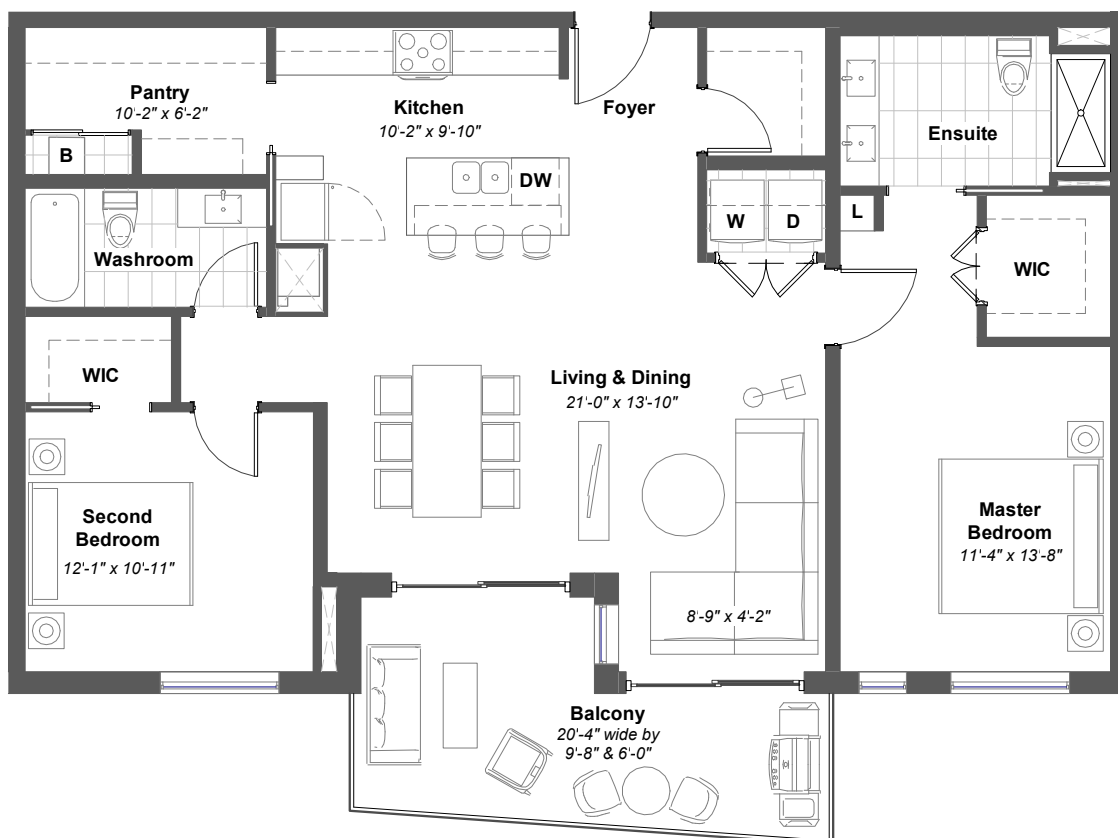 Pantry
10'-2" x 6'-2"
Kitchen
10'-2" x 9'-10"
Foyer
Ensuite
B
DW
W
D
L
Washroom
WIC
WIC
Living & Dining
21'-0" x 13'-10"
Second
Bedroom
12'-1" x 10'-11"
Master
Bedroom
11'-4" x 13'-8"
8'-9" x 4'-2"
Balcony
20'-4" wide by
9'-8" & 6'-0"